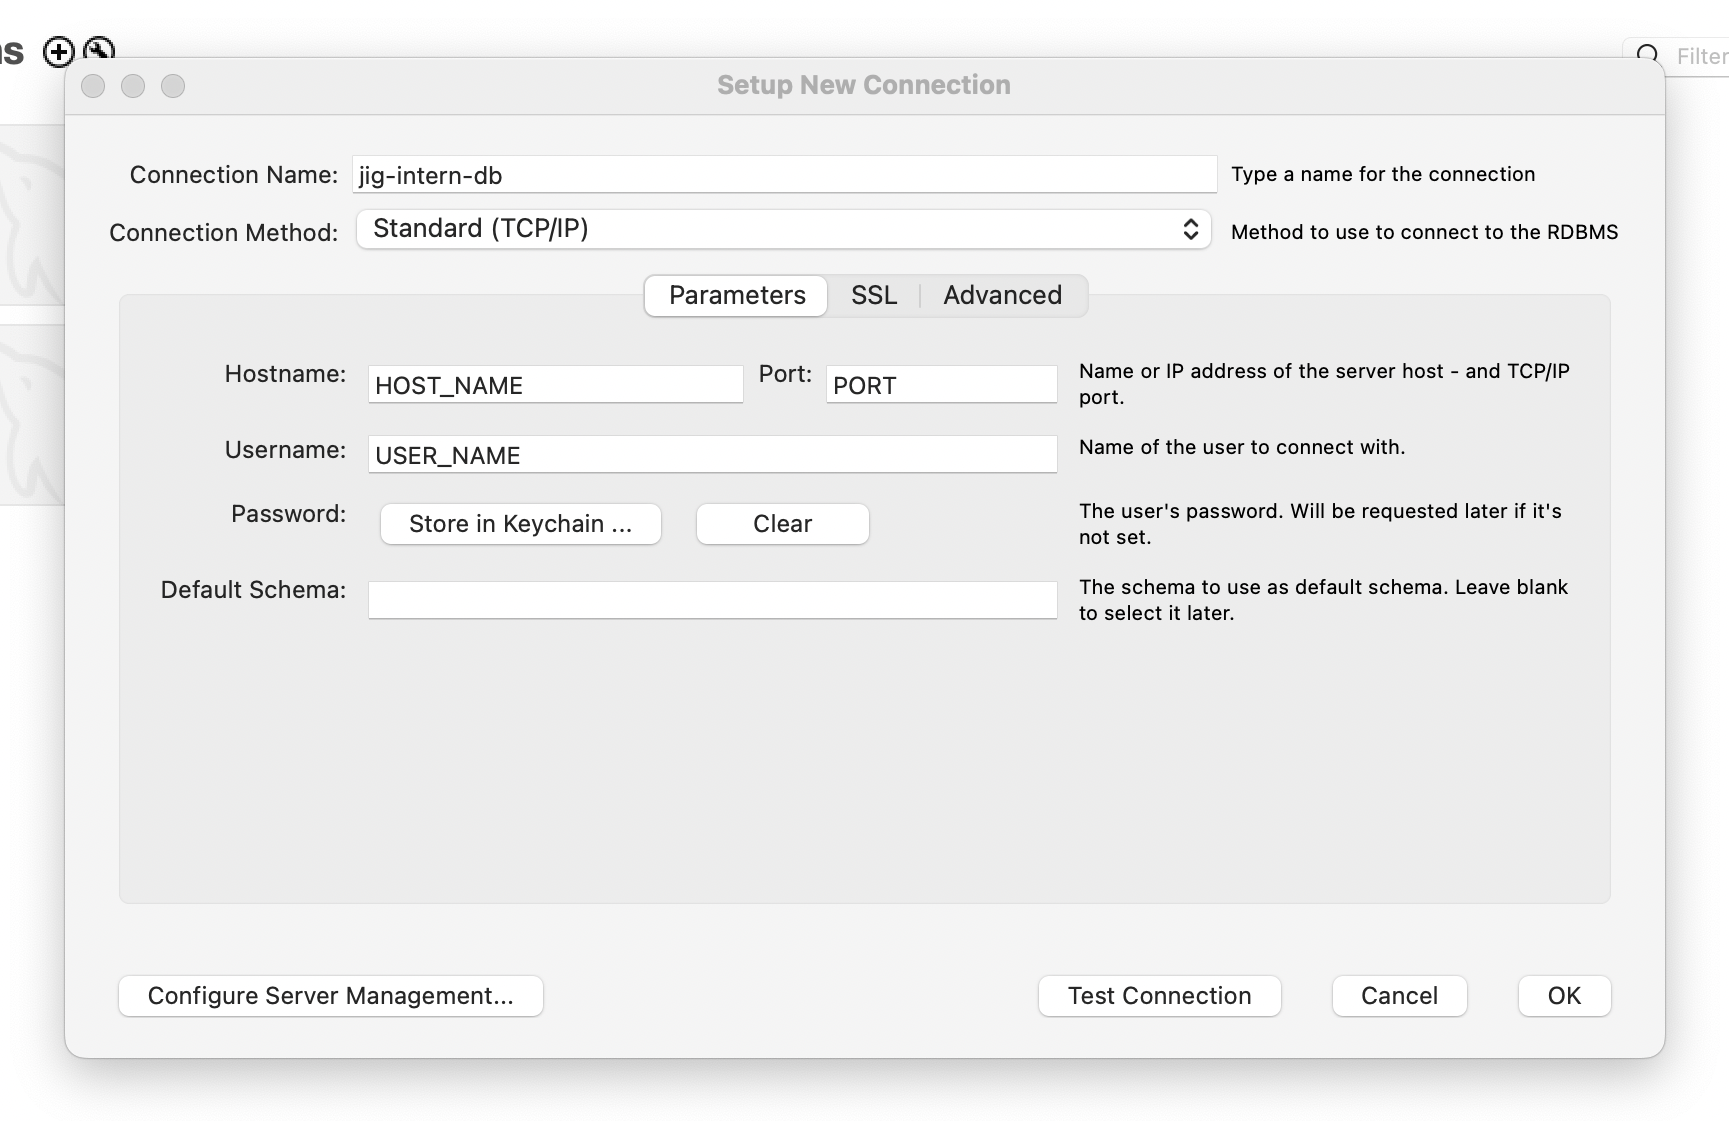 Filter
Setup New Connection
Connection Name: jig-intern-db Type a name for the connection
Connection Method: Standard (TCP/IP) Method to use to connect to the RDBMS
Parameters SSL Advanced
Hostname: HOST_NAME Port: PORT Name or IP address of the server host - and TCP/IP
port.
Username: USER_NAME Name of the user to connect with.
Password: Store in Keychain ... Clear The user's password. Will be requested later if it's
not set.
Default Schema: The schema to use as default schema. Leave blank
to select it later.
Configure Server Management... Test Connection Cancel OK